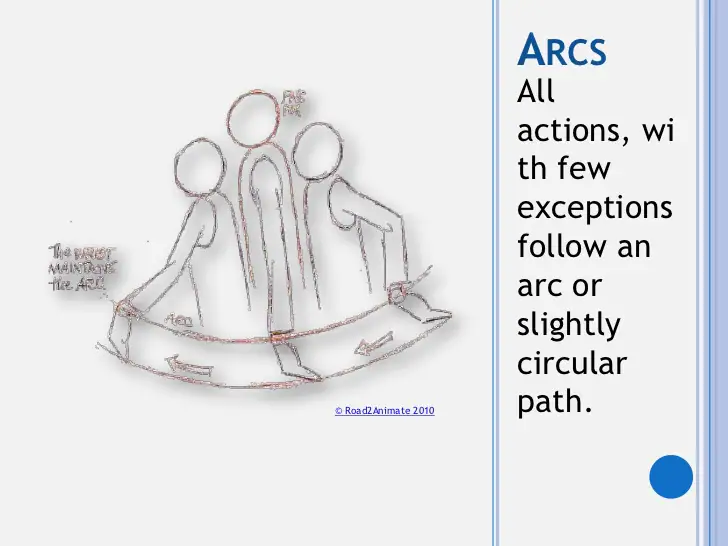 ARCS
All
actions, wi
th few
exceptions
follow an
arc or
slightly
circular
path.
The WRIST
MAINTAINS
the ARC.
ARC
© Road2Animate 2010